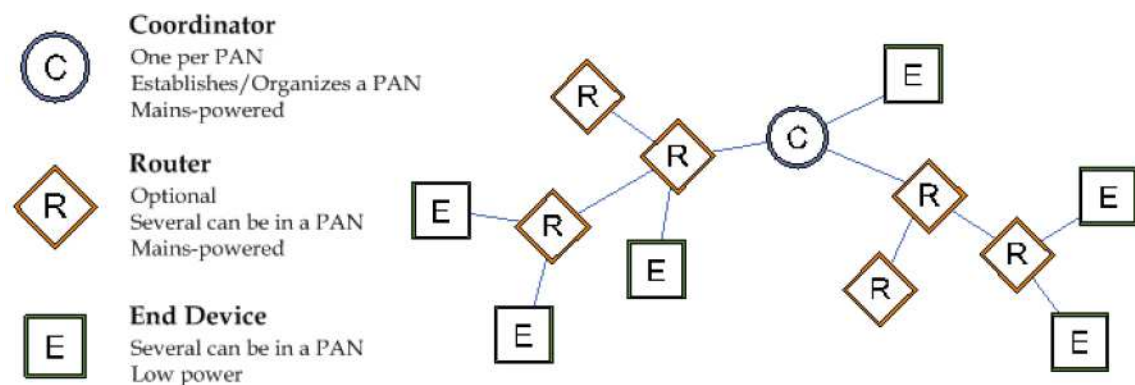 C
Coordinator
One per PAN
Establishes/Organizes a PAN
Mains-powered
R
Router
Optional
Several can be in a PAN
Mains-powered
E
End Device
Several can be in a PAN
Low power
E
R
C
R
E
R
E
R
E
R
R
E
E
E